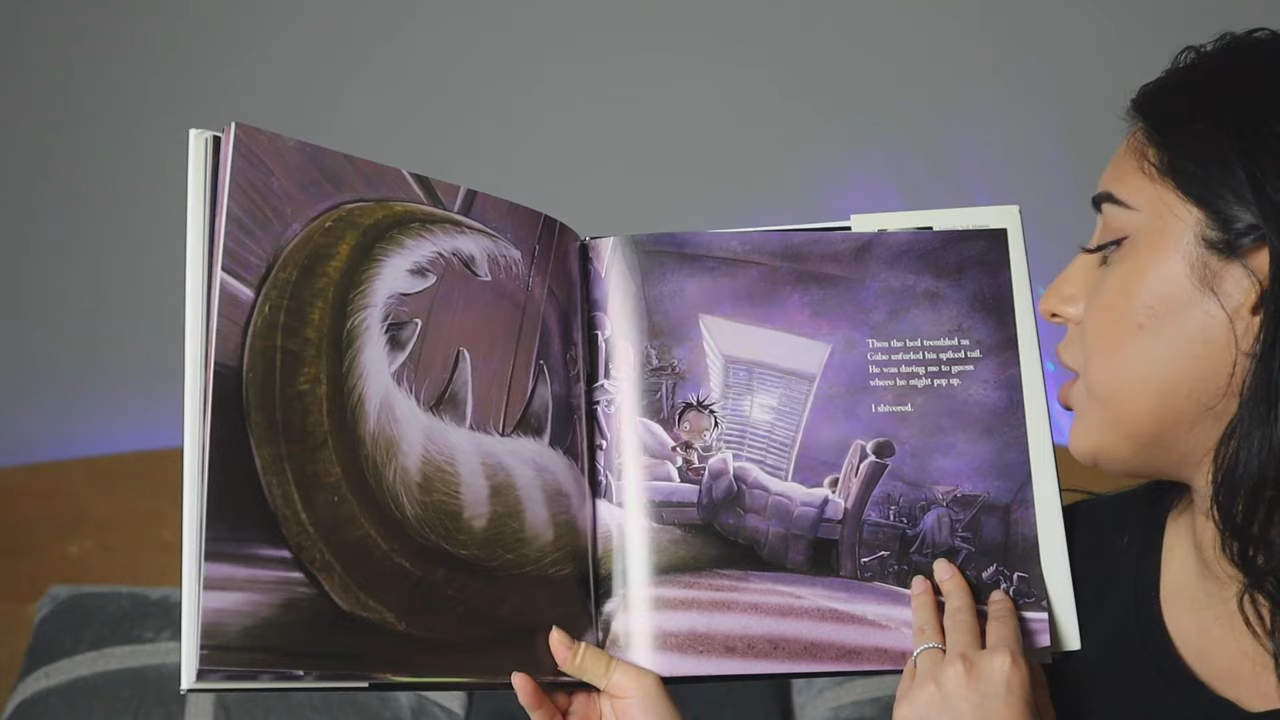 Then the bed trembled as
Gabe unfurled his spiked tail.
He was daring me to guess
where he might pop up.
I shivered.